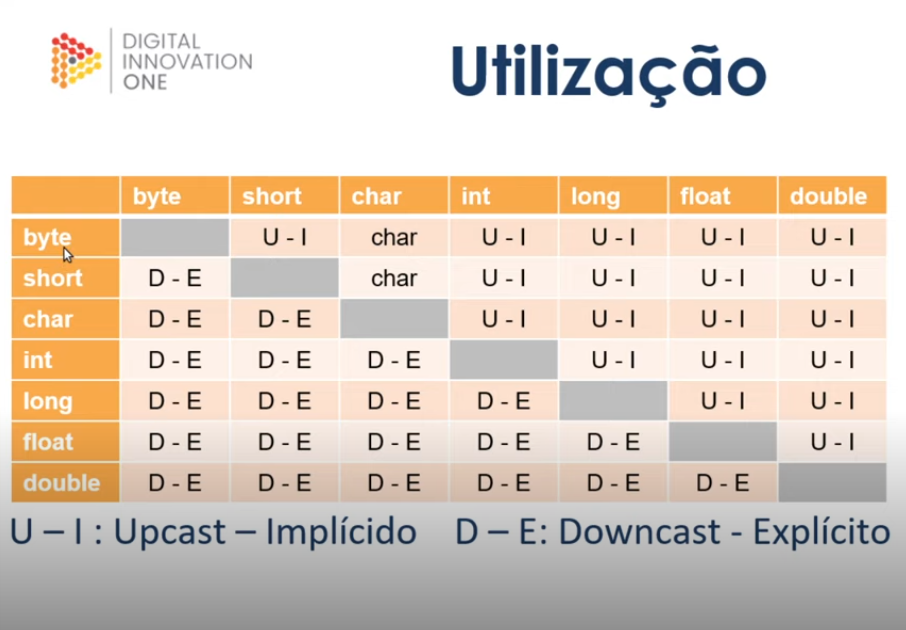 DIGITAL
INNOVATION
ONE
Utilização
byte short char int long float double
byte U - I char U - I U - I U - I U - I
short D - E char U - I U - I U - I U - I
char D - E D - E U - I U - I U - I U - I
int D - E D - E D - E U - I U - I U - I
long D - E D - E D - E D - E U - I U - I
float D - E D - E D - E D - E D - E U - I
double D - E D - E D - E D - E D - E D - E
U – I : Upcast – Implícido D – E: Downcast - Explícito